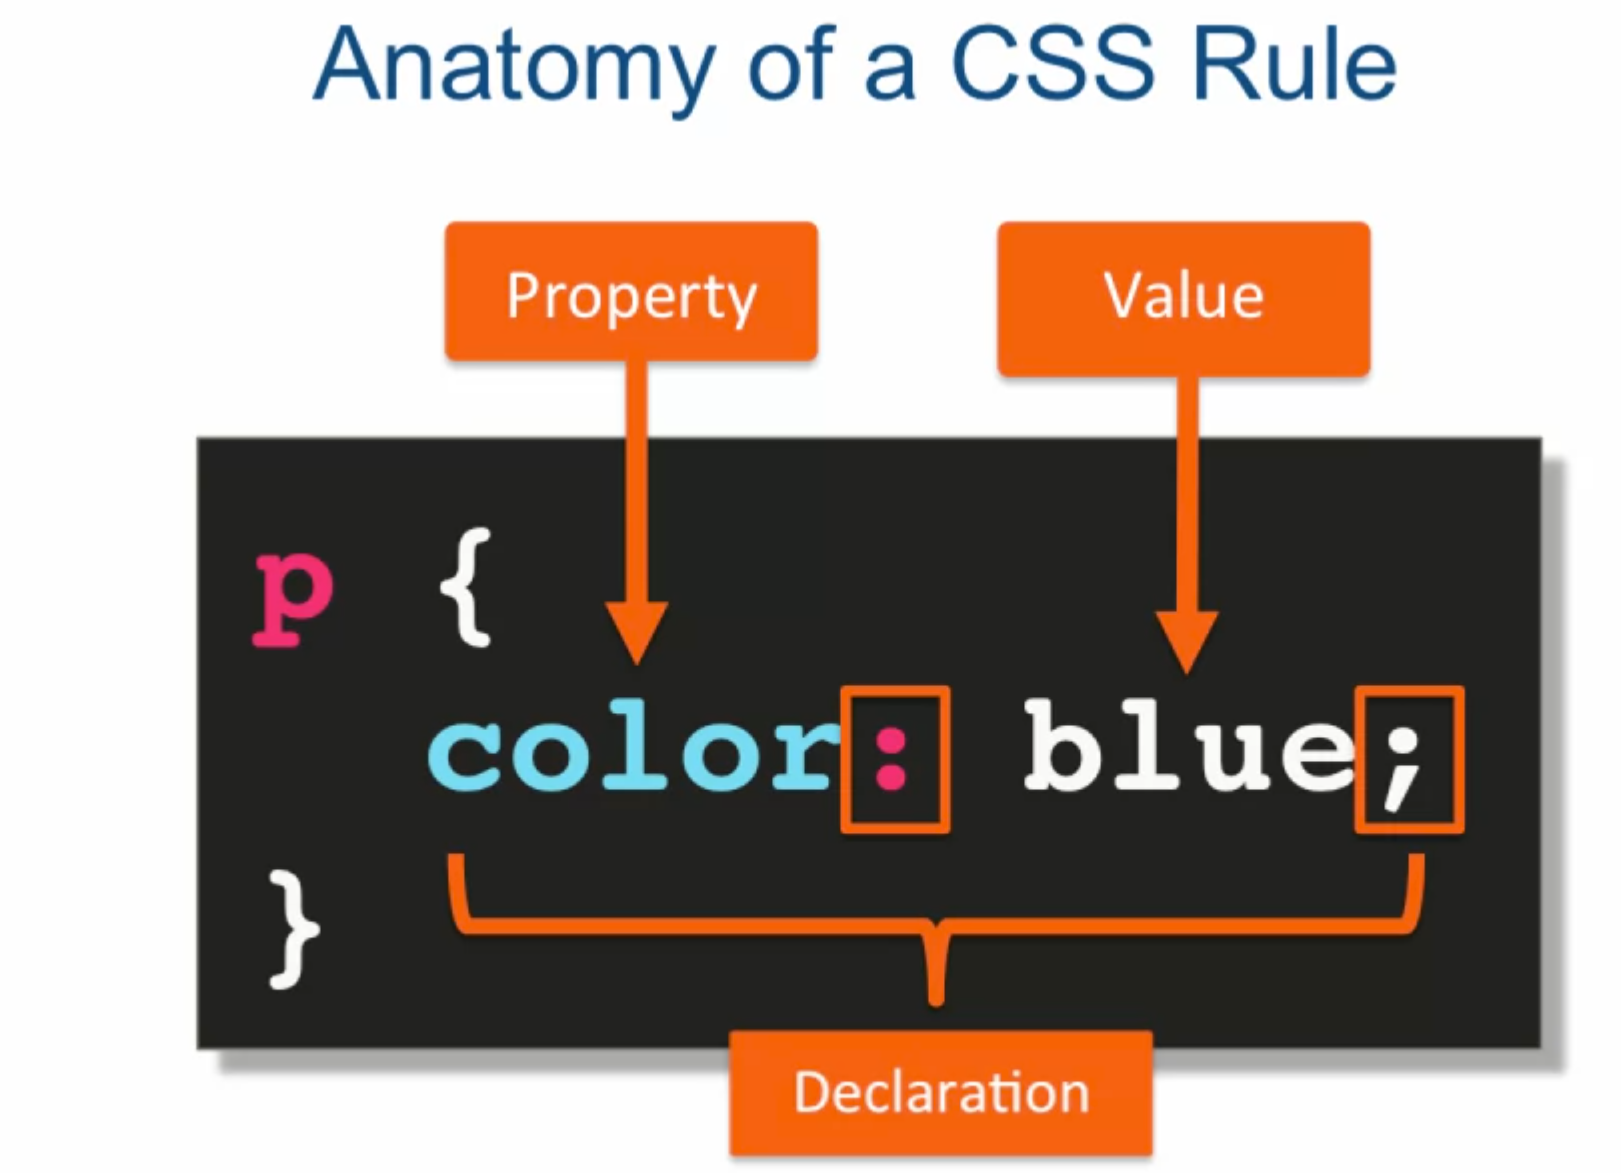 Anatomy of a CSS Rule
Property
Value
p {
color: blue;
}
Declaration